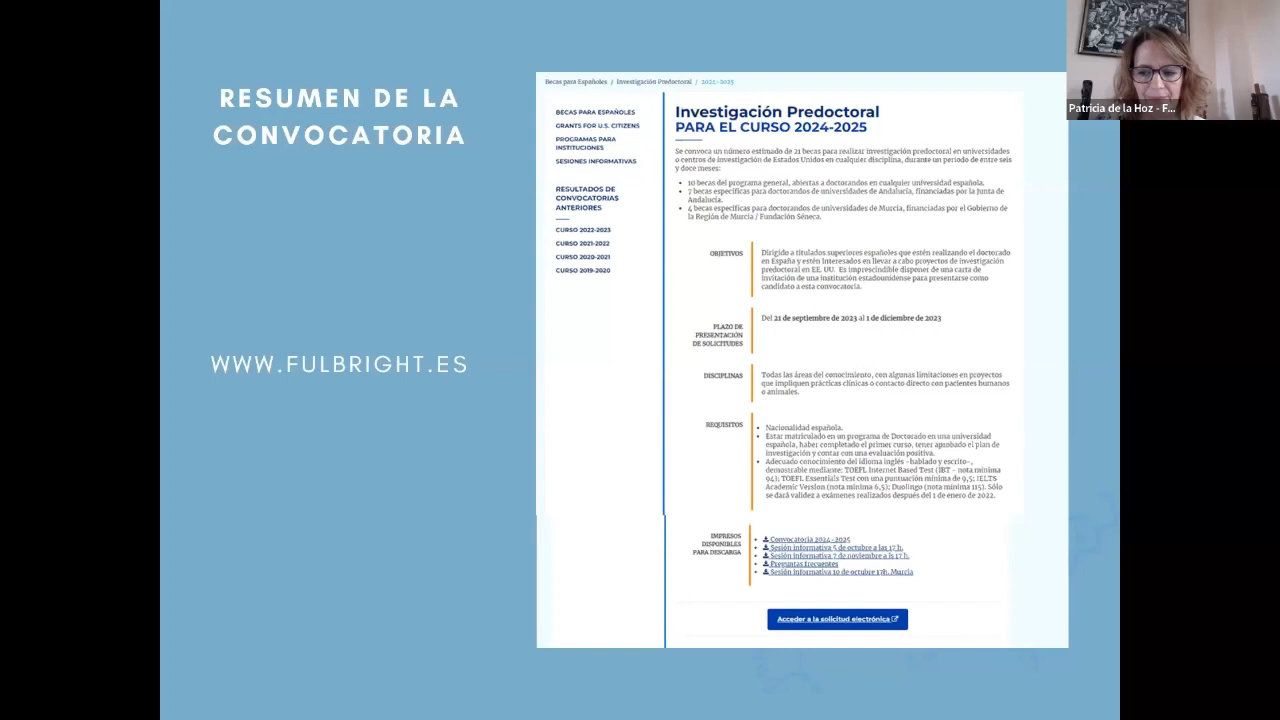 RESUMEN DE LA
CONVOCATORIA
WWW.FULBRIGHT.ES
Becas para Españoles / Investigación Predoctoral / 2024-2025
BECAS PARA ESPAÑOLES
GRANTS FOR U.S. CITIZENS
PROGRAMAS PARA
INSTITUCIONES
SESIONES INFORMATIVAS
RESULTADOS DE
CONVOCATORIAS
ANTERIORES
CURSO 2022-2023
CURSO 2021-2022
CURSO 2020-2021
CURSO 2019-2020
Investigación Predoctoral
PARA EL CURSO 2024-2025
Se convoca un número estimado de 21 becas para realizar investigación predoctoral en universidades
o centros de investigación de Estados Unidos en cualquier disciplina, durante un periodo de entre seis
y doce meses:
• 10 becas del programa general, abiertas a doctorandos en cualquier universidad española.
• 7 becas específicas para doctorandos de universidades de Andalucía, financiadas por la Junta de
Andalucía.
• 4 becas específicas para doctorandos de universidades de Murcia, financiadas por el Gobierno de
la Región de Murcia / Fundación Séneca.
OBJETIVOS
Dirigido a titulados superiores españoles que estén realizando el doctorado
en España y estén interesados en llevar a cabo proyectos de investigación
predoctoral en EE. UU. Es imprescindible disponer de una carta de
invitación de una institución estadounidense para presentarse como
candidato a esta convocatoria.
PLAZO DE
PRESENTACIÓN
DE SOLICITUDES
Del 21 de septiembre de 2023 al 1 de diciembre de 2023
DISCIPLINAS
Todas las áreas del conocimiento, con algunas limitaciones en proyectos
que impliquen prácticas clínicas o contacto directo con pacientes humanos
o animales.
REQUISITOS
• Nacionalidad española.
• Estar matriculado en un programa de Doctorado en una universidad
española, haber completado el primer curso, tener aprobado el plan de
investigación y contar con una evaluación positiva.
• Adecuado conocimiento del idioma inglés -hablado y escrito-,
demostrable mediante: TOEFL Internet Based Test (IBT - nota mínima
94); TOEFL Essentials Test con una puntuación mínima de 9,5; IELTS
Academic Version (nota mínima 6,5); Duolingo (nota mínima 115). Sólo
se dará validez a exámenes realizados después del 1 de enero de 2022.
IMPRESOS
DISPONIBLES
PARA DESCARGA
• Convocatoria 2024-2025
• Sesión informativa 5 de octubre a las 17 h.
• Sesión informativa 7 de noviembre a ls 17 h.
• Preguntas frecuentes
• Sesión informativa 10 de octubre 17h. Murcia
Acceder a la solicitud electrónica
Patricia de la Hoz - F...